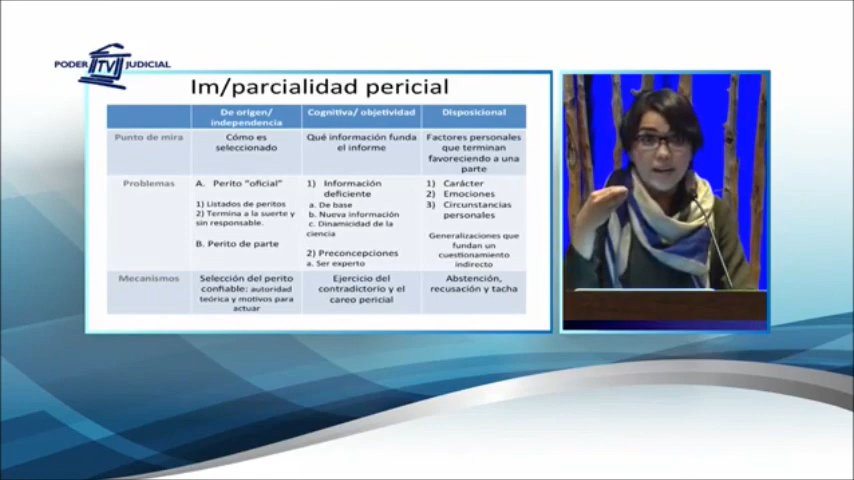 PODER TV JUDICIAL
Im/parcialidad pericial
De origen/
independencia
Cognitiva/ objetividad
Disposicional
Punto de mira
Cómo es
seleccionado
Qué información funda
el informe
Factores personales
que terminan
favoreciendo a una
parte
Problemas
A. Perito "oficial"
1) Listados de peritos
2) Termina a la suerte y
sin responsable.
B. Perito de parte
1) Información
deficiente
a. De base
b. Nueva información
c. Dinamicidad de la
ciencia
2) Preconcepciones
a. Ser experto
1) Carácter
2) Emociones
3) Circunstancias
personales
Generalizaciones que
fundan un
cuestionamiento
indirecto
Mecanismos
Selección del perito
confiable: autoridad
teórica y motivos para
actuar
Ejercicio del
contradictorio y el
careo pericial
Abstención,
recusación y tacha